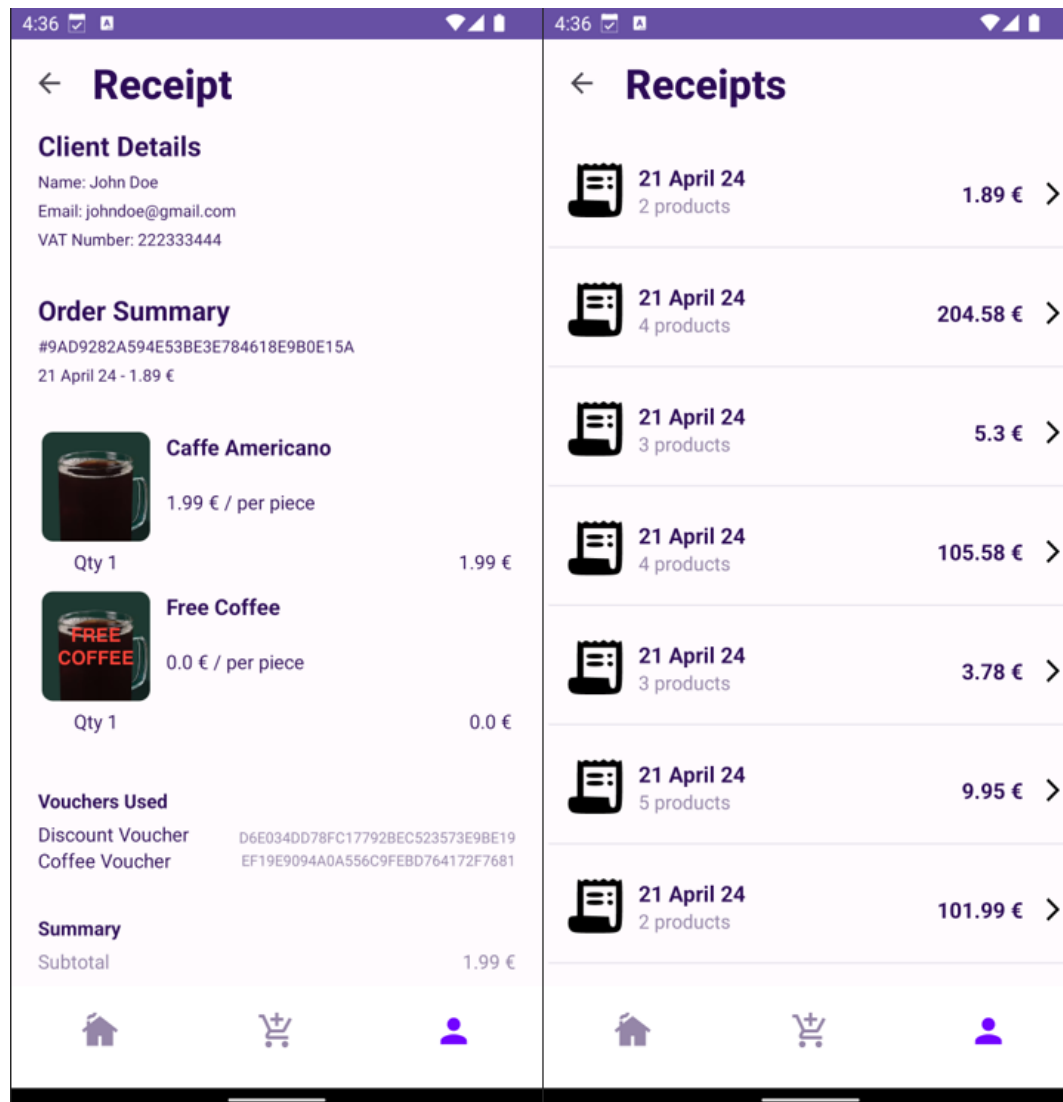 4:36
Receipt
Client Details
Name: John Doe
Email: johndoe@gmail.com
VAT Number: 222333444
Order Summary
#9AD9282A594E53BE3E784618E9B0E15A
21 April 24 - 1.89 €
Caffe Americano
1.99 € / per piece
Qty 1 1.99 €
FREE
COFFEE
Free Coffee
0.0 € / per piece
Qty 1 0.0 €
Vouchers Used
Discount Voucher D6E034DD78FC17792BEC523573E9BE19
Coffee Voucher EF19E9094A0A556C9FEBD764172F7681
Summary
Subtotal 1.99 €
4:36
Receipts
21 April 24
2 products
1.89 €
21 April 24
4 products
204.58 €
21 April 24
3 products
5.3 €
21 April 24
4 products
105.58 €
21 April 24
3 products
3.78 €
21 April 24
5 products
9.95 €
21 April 24
2 products
101.99 €